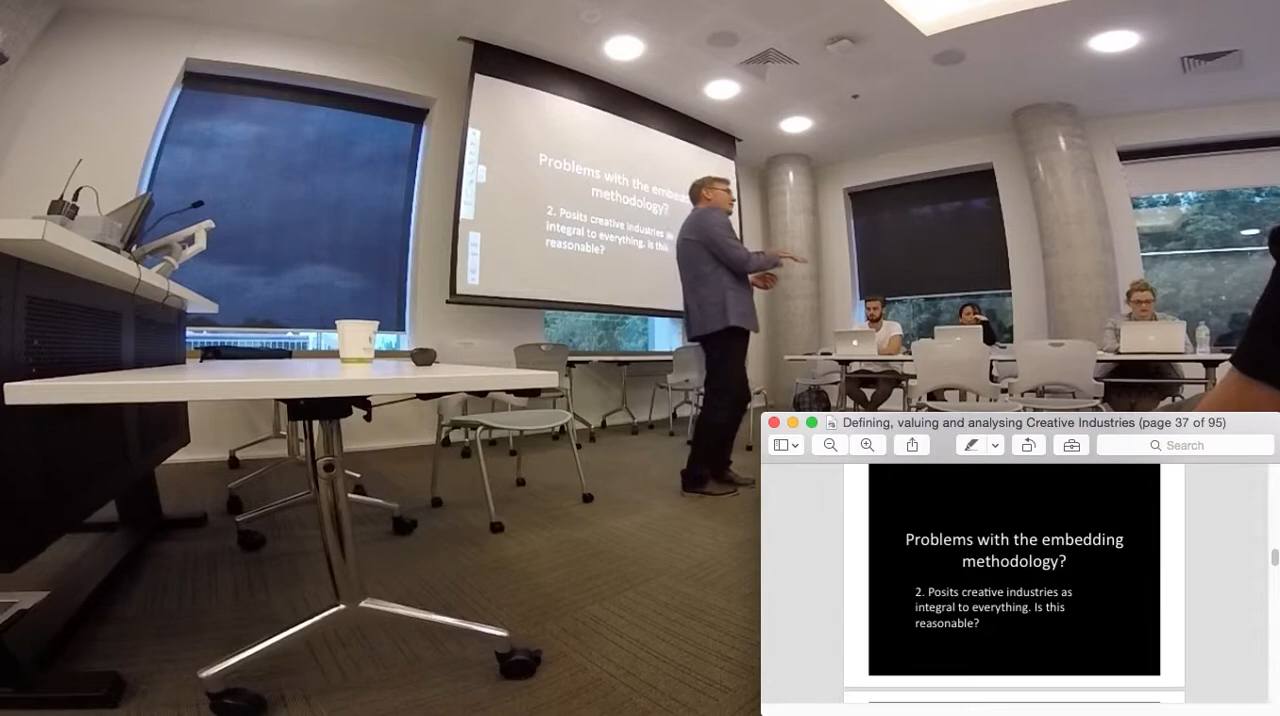 Problems with the embed
methodology?
2. Posits creative industries as
integral to everything. Is this
reasonable?
Defining, valuing and analysing Creative Industries (page 37 of 95)
Search
Problems with the embedding
methodology?
2. Posits creative industries as
integral to everything. Is this
reasonable?